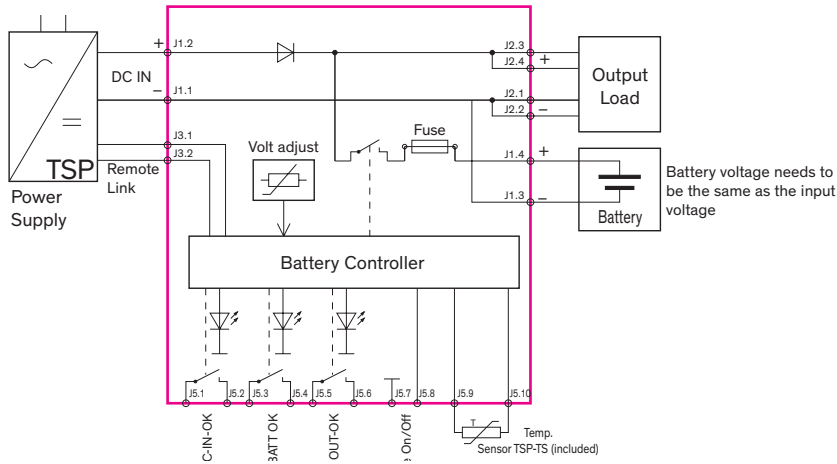 +
J1.2
J2.3
J2.4
+
DC IN
Output
Load
−
J1.1
J2.1
J2.2
−
J3.1
J3.2
TSP
Remote
Link
Power
Supply
Volt adjust
Fuse
J1.4
+
J1.3
−
Battery
Battery voltage needs to
be the same as the input
voltage
Battery Controller
J5.1
J5.2
J5.3
J5.4
J5.5
J5.6
J5.7
J5.8
J5.9
J5.10
C-IN-OK
BATT OK
OUT-OK
e On/Off
T
Temp.
Sensor TSP-TS (included)